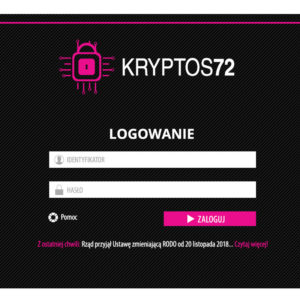 KRYPTOS72
LOGOWANIE
IDENTYFIKATOR
HASŁO
Pomoc
ZALOGUJ
Z ostatniej chwili: Rząd przyjął Ustawę zmieniającą RODO od 20 listopada 2018... Czytaj więcej!